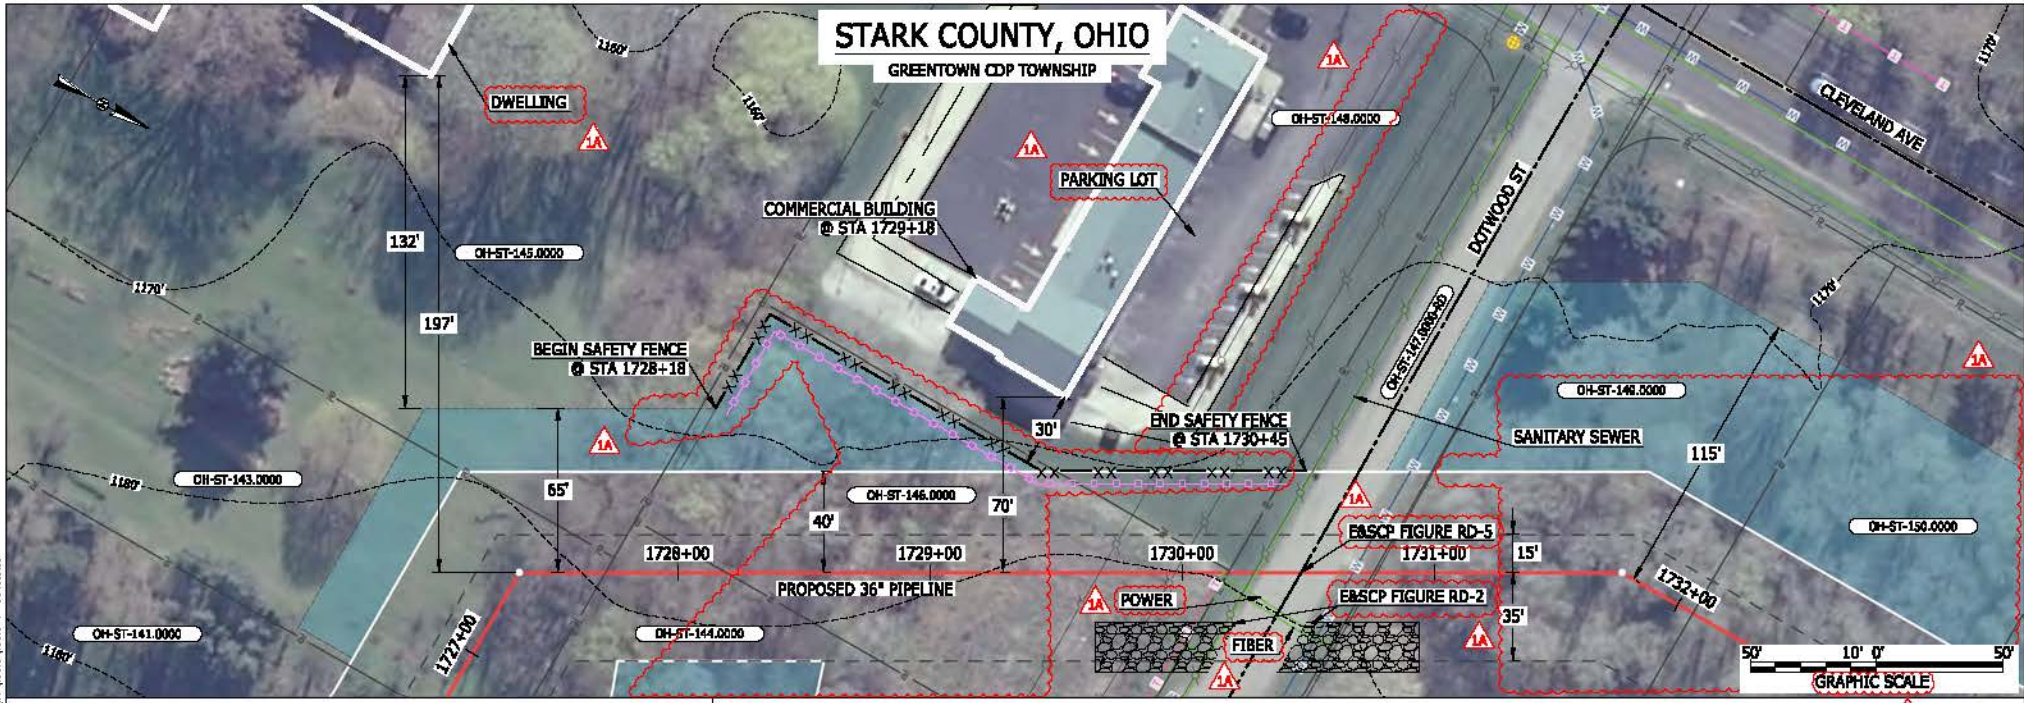 STARK COUNTY, OHIO
GREENTOWN CDP TOWNSHIP
DWELLING
1A
1160'
1160'
1A
PARKING LOT
1A
OH-ST-148.0000
CLEVELAND AVE
1170'
DOTWOOD ST
COMMERCIAL BUILDING
@ STA 1729+18
132'
OH-ST-145.0000
1170'
197'
BEGIN SAFETY FENCE
@ STA 1728+18
OH-ST-147.0000-RD
1170'
1A
OH-ST-149.0000
30'
END SAFETY FENCE
@ STA 1730+45
SANITARY SEWER
115'
1A
OH-ST-143.0000
1180'
65'
OH-ST-146.0000
40'
70'
1A
OH-ST-150.0000
E&SCP FIGURE RD-5
1728+00
1729+00
1730+00
1731+00
15'
PROPOSED 36" PIPELINE
1A
POWER
E&SCP FIGURE RD-2
1732+00
35'
1727+00
OH-ST-141.0000
OH-ST-144.0000
1180'
FIBER
1A
1A
50' 10' 0' 50'
GRAPHIC SCALE